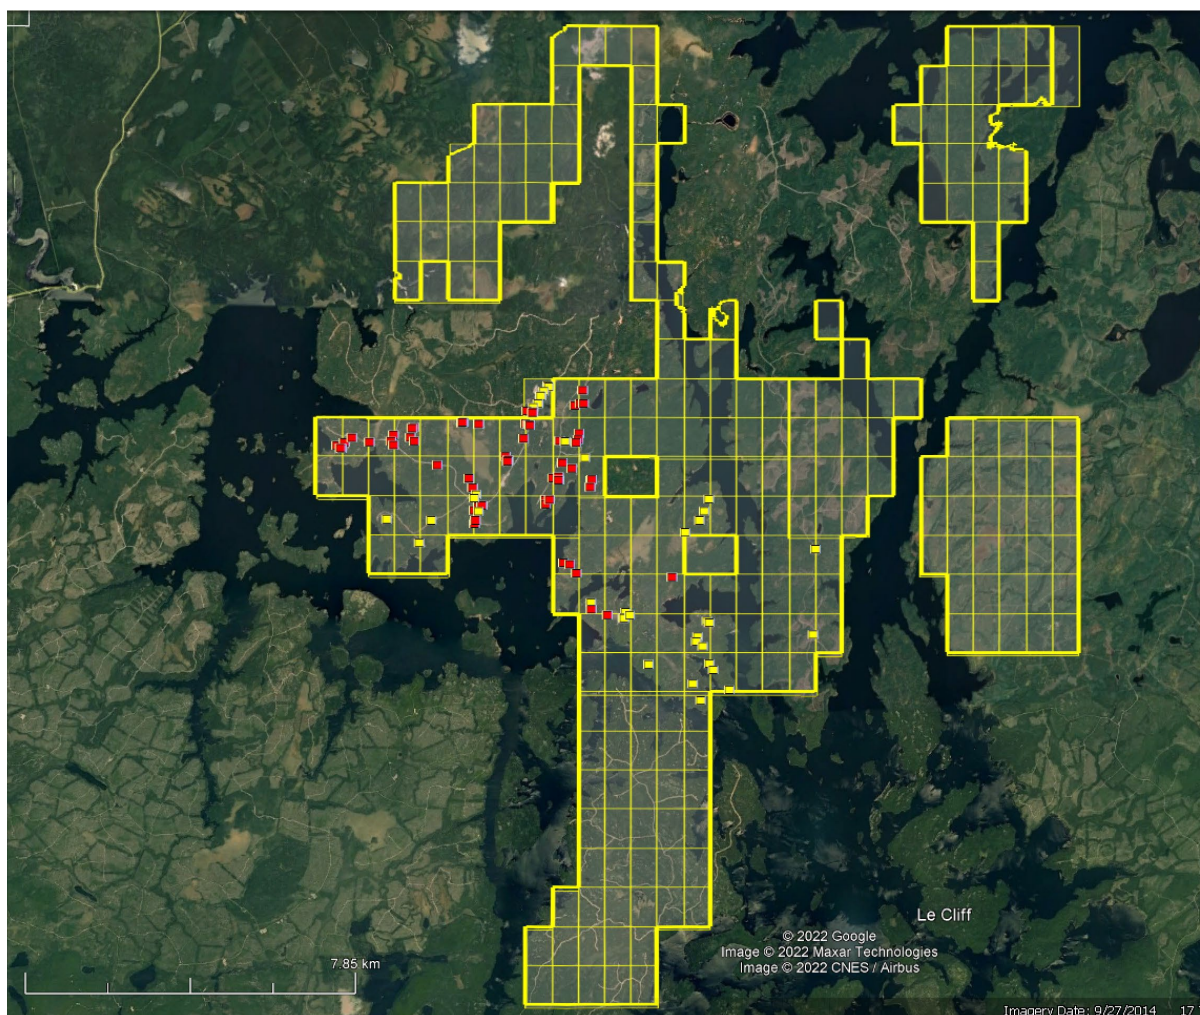 Le Cliff
© 2022 Google
Image © 2022 Maxar Technologies
Image © 2022 CNES / Airbus
7.85 km
Imagery Date: 9/27/2014 17